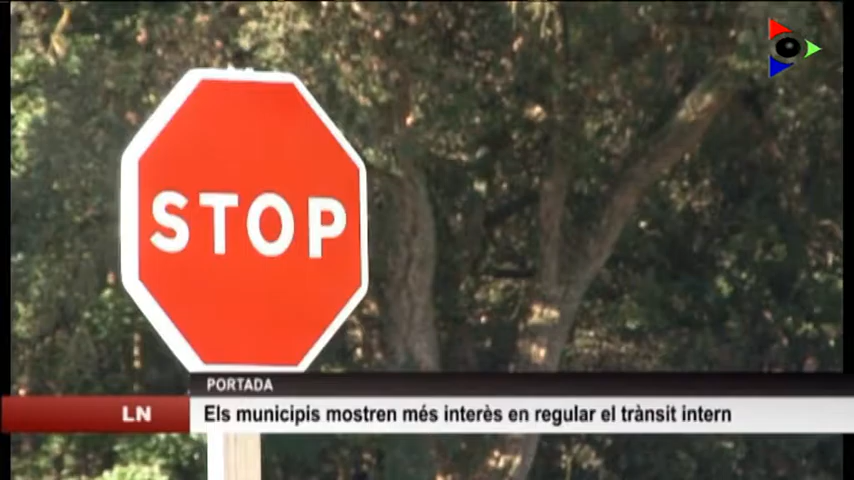 STOP
PORTADA
LN
Els municipis mostren més interès en regular el trànsit intern